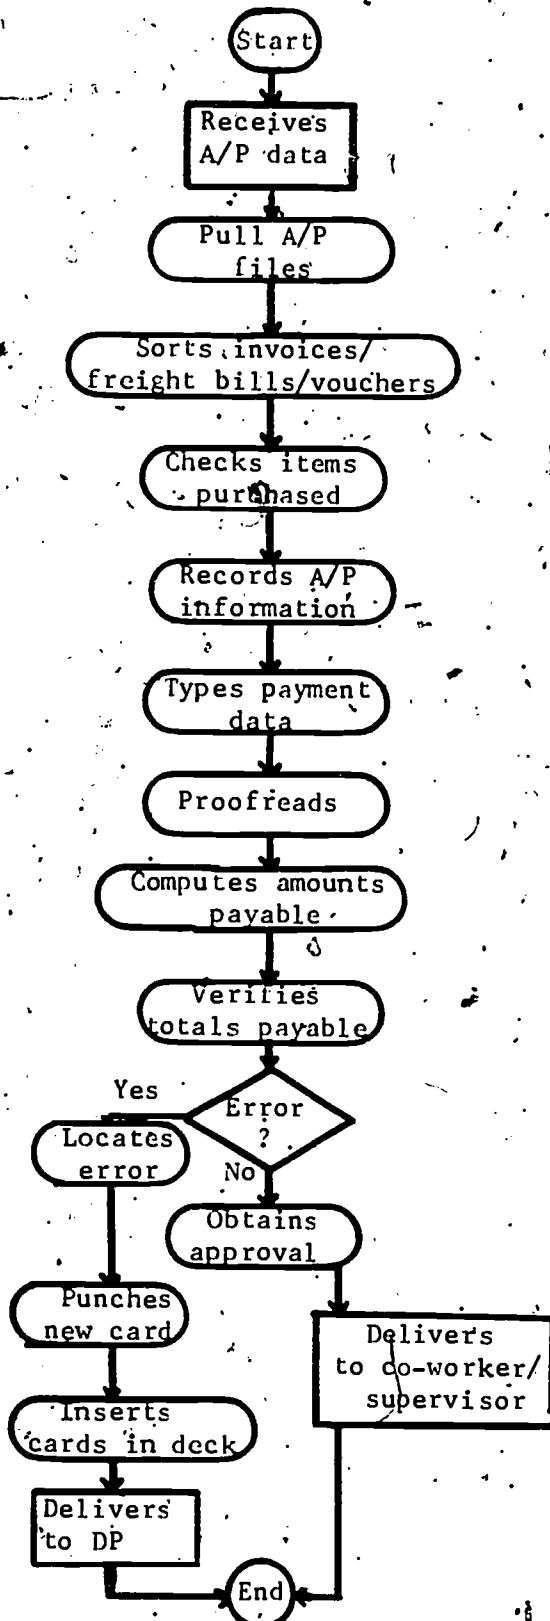 Start
Receives
A/P data
Pull A/P
files
Sorts invoices/
freight bills/vouchers
Checks items
purchased
Records A/P
information
Types payment
data
Proofreads
Computes amounts
payable
Verifies
totals payable
Error
?
Yes
No
Locates
error
Obtains
approval
Punches
new card
Delivers
to co-worker/
supervisor
Inserts
cards in deck
Delivers
to DP
End